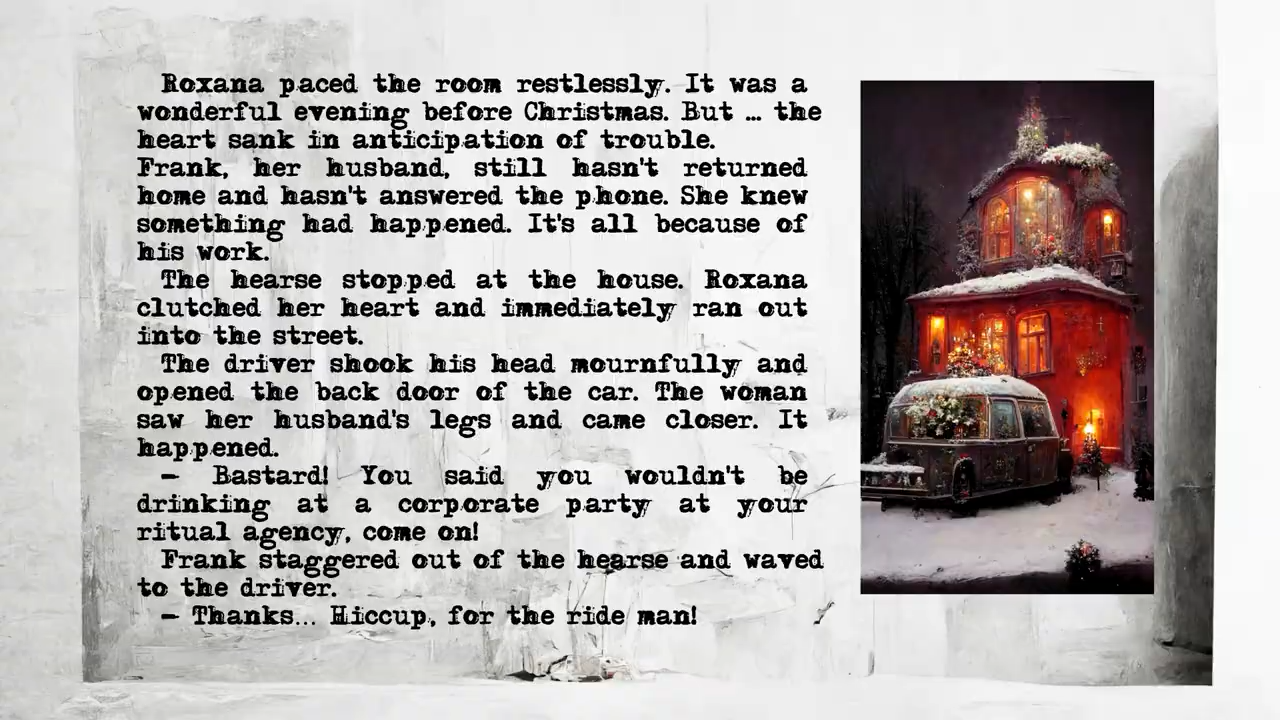 Roxana paced the room restlessly. It was a
wonderful evening before Christmas. But ... the
heart sank in anticipation of trouble.
Frank, her husband, still hasn't returned
home and hasn't answered the phone. She knew
something had happened. It's all because of
his work.
The hearse stopped at the house. Roxana
clutched her heart and immediately ran out
into the street.
The driver shook his head mournfully and
opened the back door of the car. The woman
saw her husband's legs and came closer. It
happened.
— Bastard! You said you wouldn't be
drinking at a corporate party at your
ritual agency, come on!
Frank staggered out of the hearse and waved
to the driver.
— Thanks... Hiccup, for the ride man!